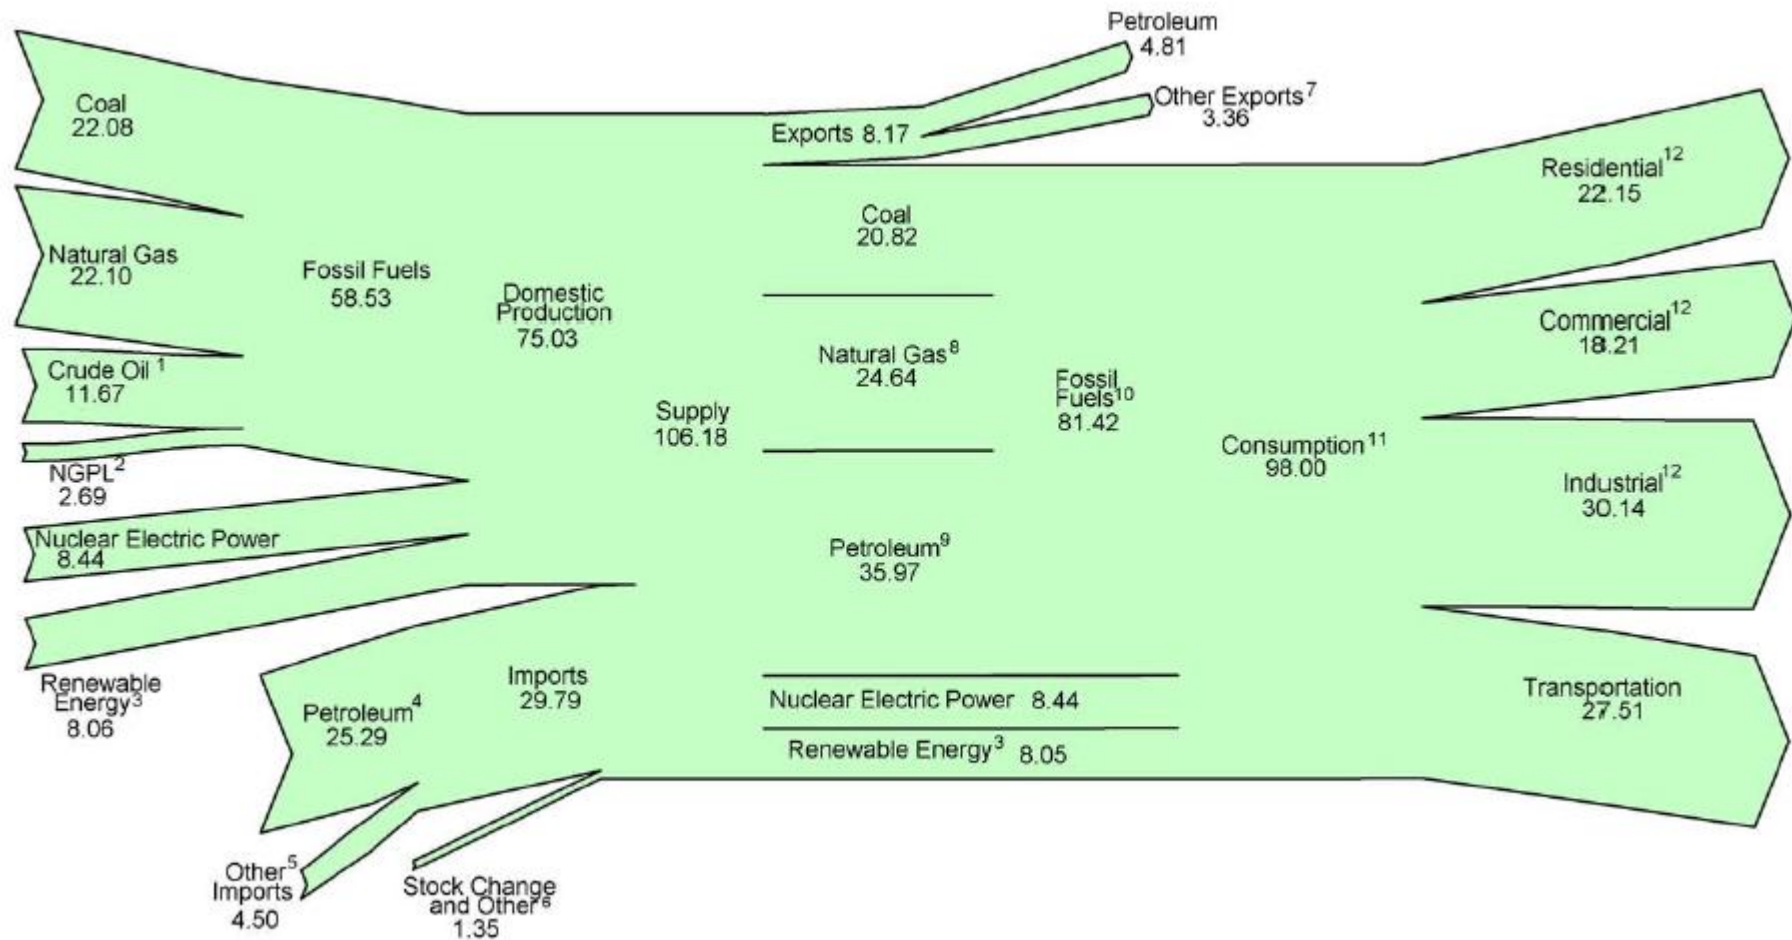 Petroleum
4.81
Coal
22.08
Other Exports7
3.36
Exports 8.17
Residential12
22.15
Coal
20.82
Natural Gas
22.10
Fossil Fuels
58.53
Domestic
Production
75.03
Commercial12
18.21
Natural Gas8
24.64
Crude Oil 1
11.67
Fossil
Fuels10
81.42
Supply
106.18
Consumption11
98.00
NGPL2
2.69
Industrial12
30.14
Nuclear Electric Power
8.44
Petroleum9
35.97
Renewable
Energy3
8.06
Imports
29.79
Petroleum4
25.29
Nuclear Electric Power 8.44
Renewable Energy3 8.05
Transportation
27.51
Other5
Imports
4.50
Stock Change
and Other6
1.35